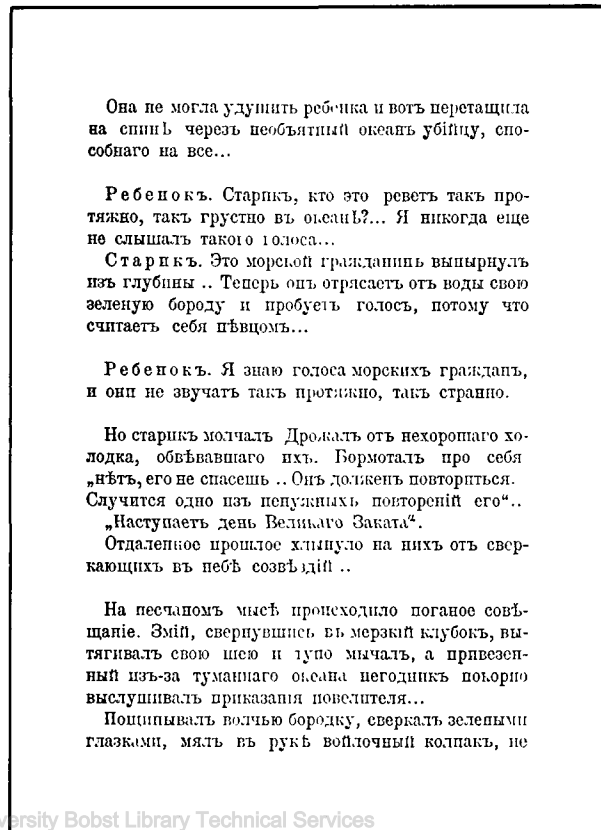 Она не могла удушить ребенка и вотъ перетащила
на спинѣ черезъ необъятный океанъ убійцу, спо-
собнаго на все...
Ребенокъ. Старикъ, кто это реветъ такъ про-
тяжно, такъ грустно въ океанѣ?... Я никогда еще
не слышалъ такого голоса...
Старикъ. Это морской гражданинъ вынырнулъ
изъ глубины .. Теперь онъ отрясаетъ отъ воды свою
зеленую бороду и пробуетъ голосъ, потому что
считаетъ себя пѣвцомъ...
Ребенокъ. Я знаю голоса морскихъ гражданъ,
и они не звучатъ такъ протяжно, такъ странно.
Но старикъ молчалъ Дрожалъ отъ нехорошаго хо-
лодка, обвѣвавшаго ихъ. Бормоталъ про себя
„нѣтъ, его не спасешь .. Онъ долженъ повториться.
Случится одно изъ ненужныхъ повтореній его“..
„Наступаетъ день Великаго Заката“.
Отдаленное прошлое хлынуло на нихъ отъ свер-
кающихъ въ небѣ созвѣздій ..
На песчаномъ мысѣ происходило поганое совѣ-
щаніе. Змій, свернувшись въ мерзкій клубокъ, вы-
тягивалъ свою шею и тупо мычалъ, а привезен-
ный изъ-за туманнаго океана негодникъ покорно
выслушивалъ приказанія повелителя...
Пощипывалъ волчью бородку, сверкалъ зелеными
глазками, мялъ въ рукѣ войлочный колпакъ, не
versity Bobst Library Technical Services